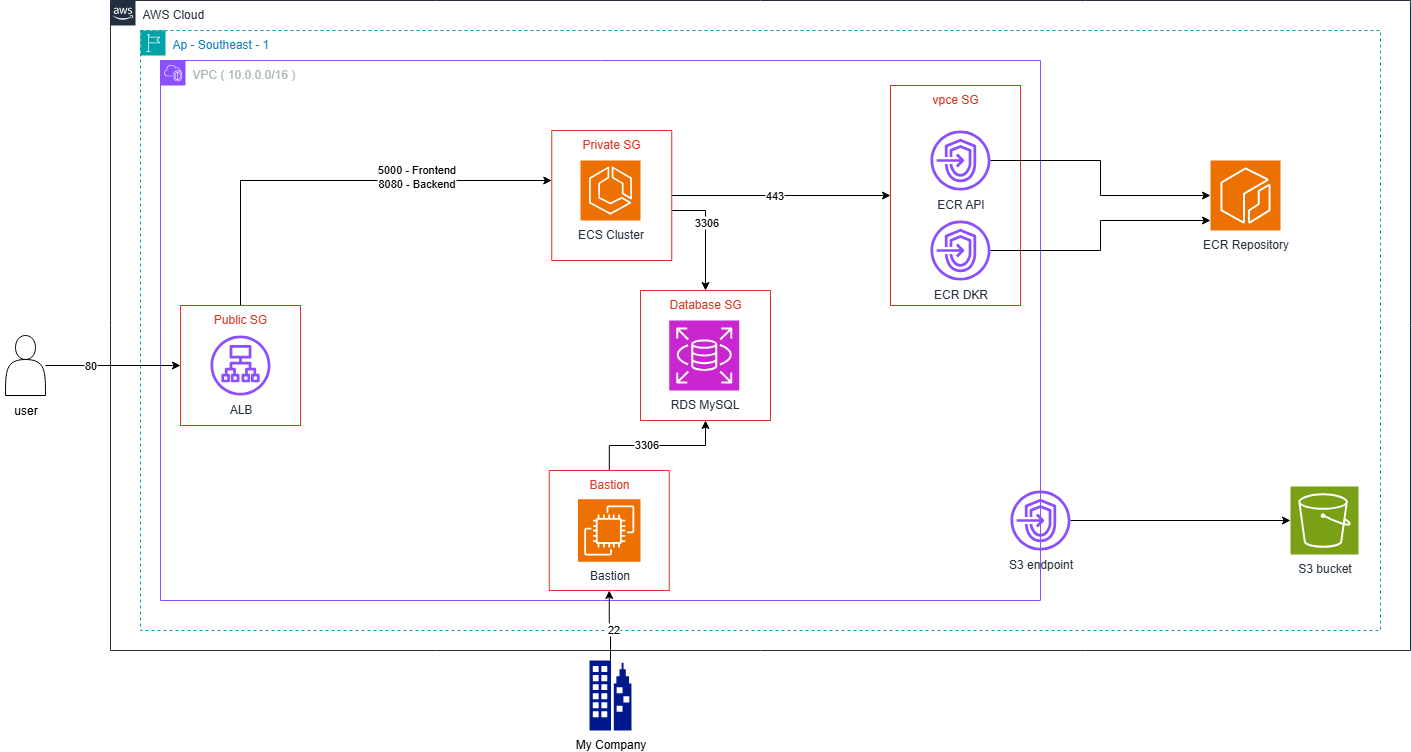 aws
AWS Cloud
Ap - Southeast - 1
VPC ( 10.0.0.0/16 )
vpce SG
Private SG
5000 - Frontend
8080 - Backend
443
ECR API
3306
ECS Cluster
ECR Repository
ECR DKR
Database SG
Public SG
80
user
ALB
RDS MySQL
3306
Bastion
Bastion
S3 endpoint
S3 bucket
22
My Company